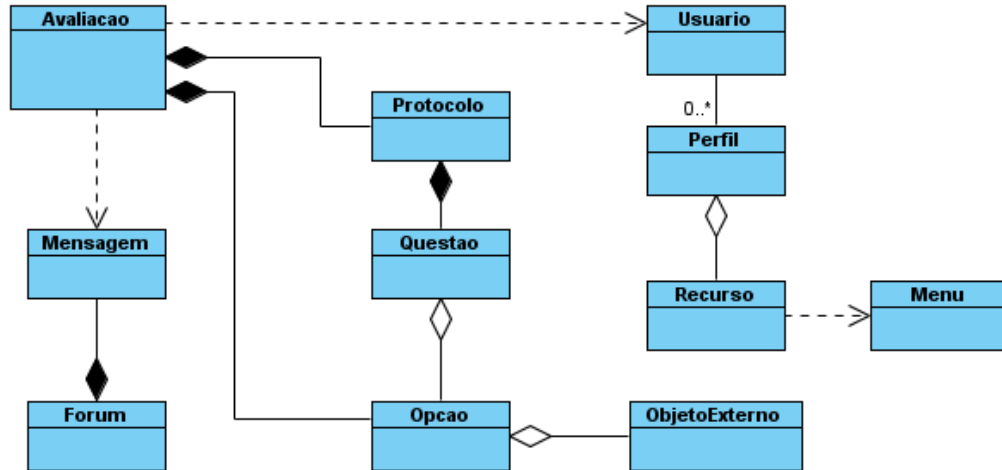 Avaliacao
Usuario
Protocolo
0..*
Perfil
Mensagem
Questao
Recurso
Menu
Forum
Opcao
ObjetoExterno